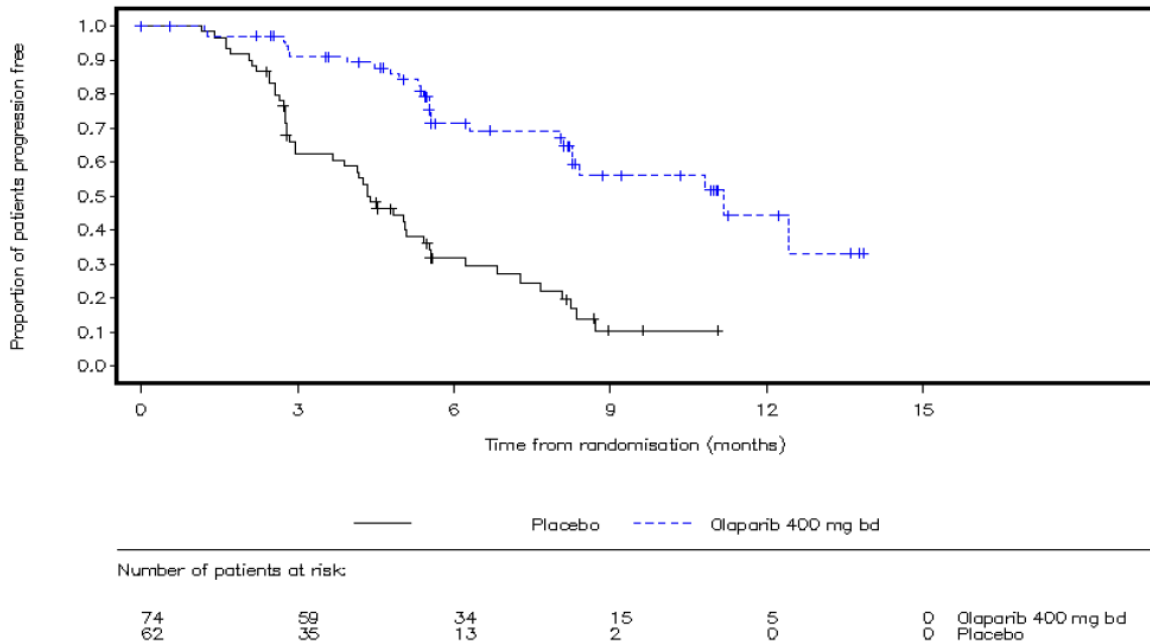 Proportion of patients progression free
1.0
0.9
0.8
0.7
0.6
0.5
0.4
0.3
0.2
0.1
0.0
0 3 6 9 12 15
Time from randomisation (months)
Placebo Olaparib 400 mg bd
Number of patients at risk:
74 59 34 15 5 0 Olaparib 400 mg bd
62 35 13 2 0 0 Placebo